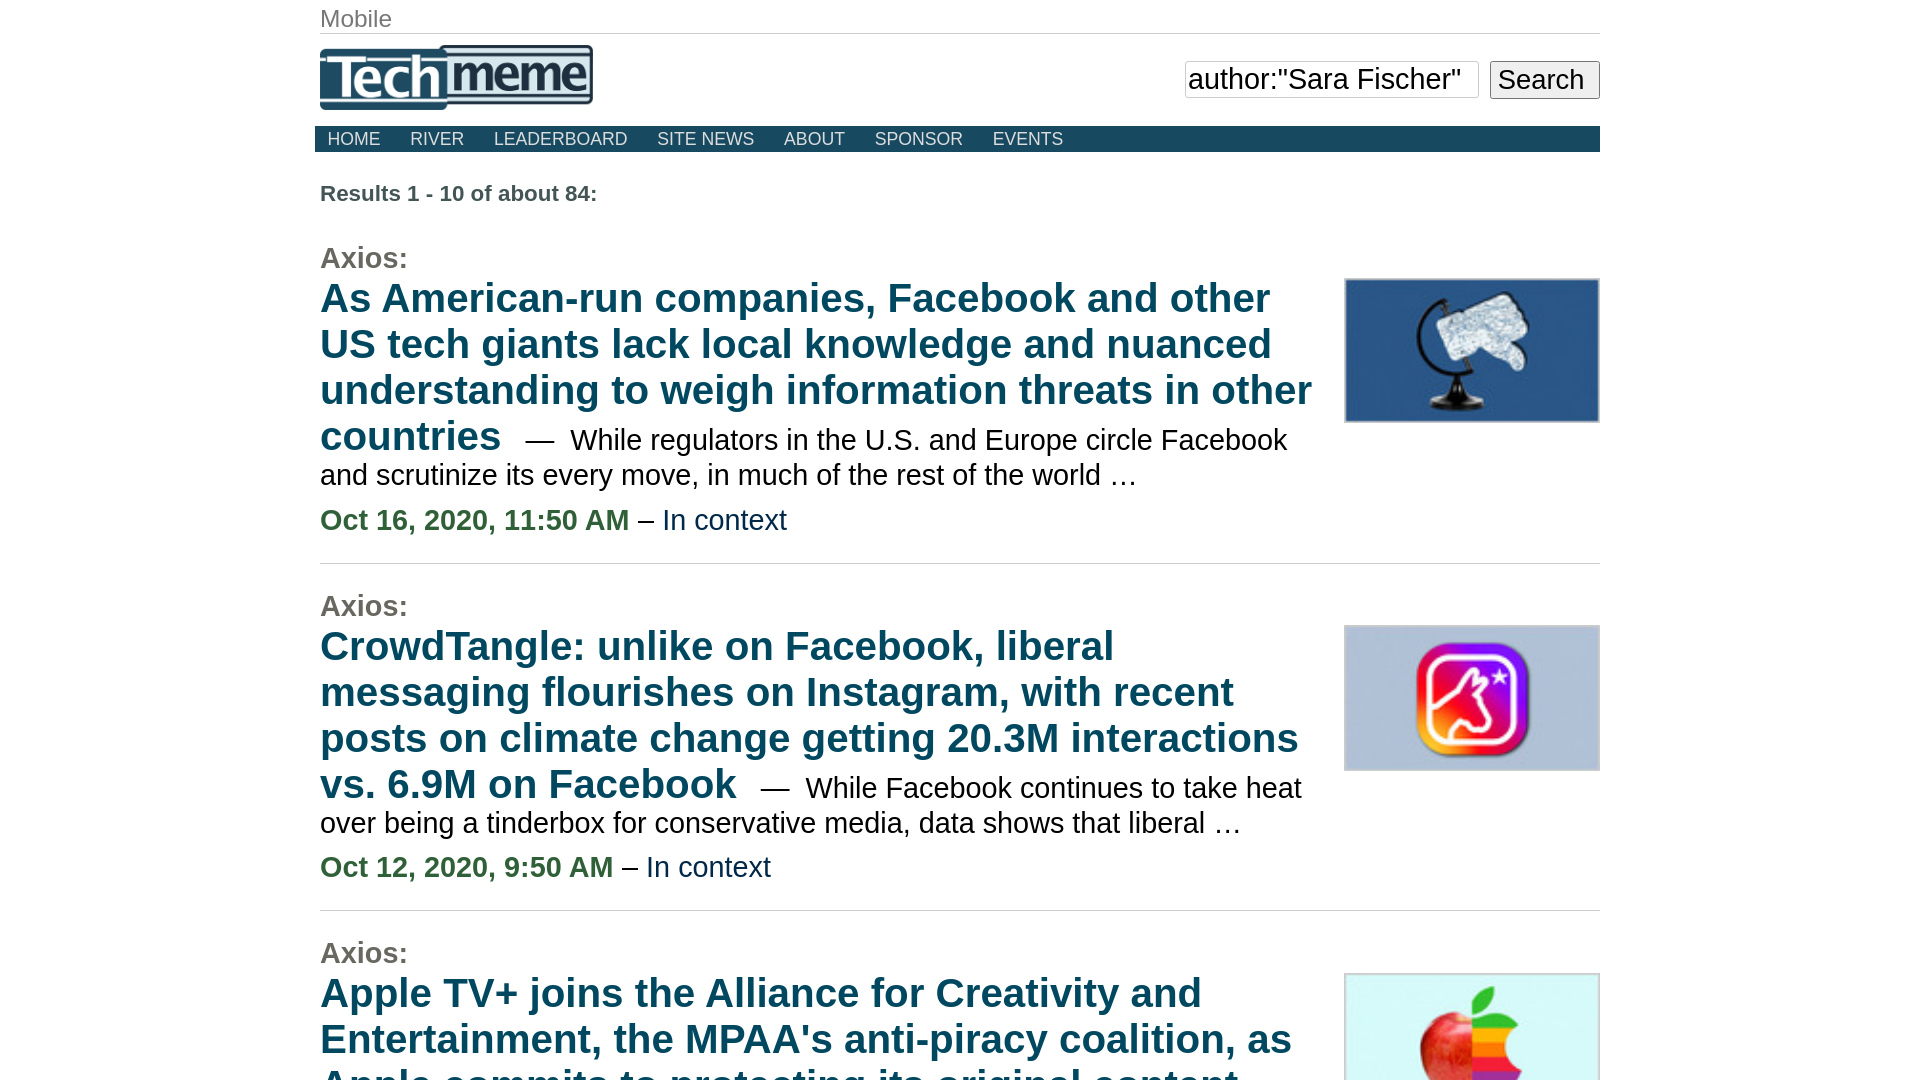 Mobile
Techmeme
author:"Sara Fischer"
Search
HOME RIVER LEADERBOARD SITE NEWS ABOUT SPONSOR EVENTS
Results 1 - 10 of about 84:
Axios:
As American-run companies, Facebook and other
US tech giants lack local knowledge and nuanced
understanding to weigh information threats in other
countries — While regulators in the U.S. and Europe circle Facebook
and scrutinize its every move, in much of the rest of the world …
Oct 16, 2020, 11:50 AM – In context
Axios:
CrowdTangle: unlike on Facebook, liberal
messaging flourishes on Instagram, with recent
posts on climate change getting 20.3M interactions
vs. 6.9M on Facebook — While Facebook continues to take heat
over being a tinderbox for conservative media, data shows that liberal …
Oct 12, 2020, 9:50 AM – In context
Axios:
Apple TV+ joins the Alliance for Creativity and
Entertainment, the MPAA's anti-piracy coalition, as
Apple commits to protecting its original content